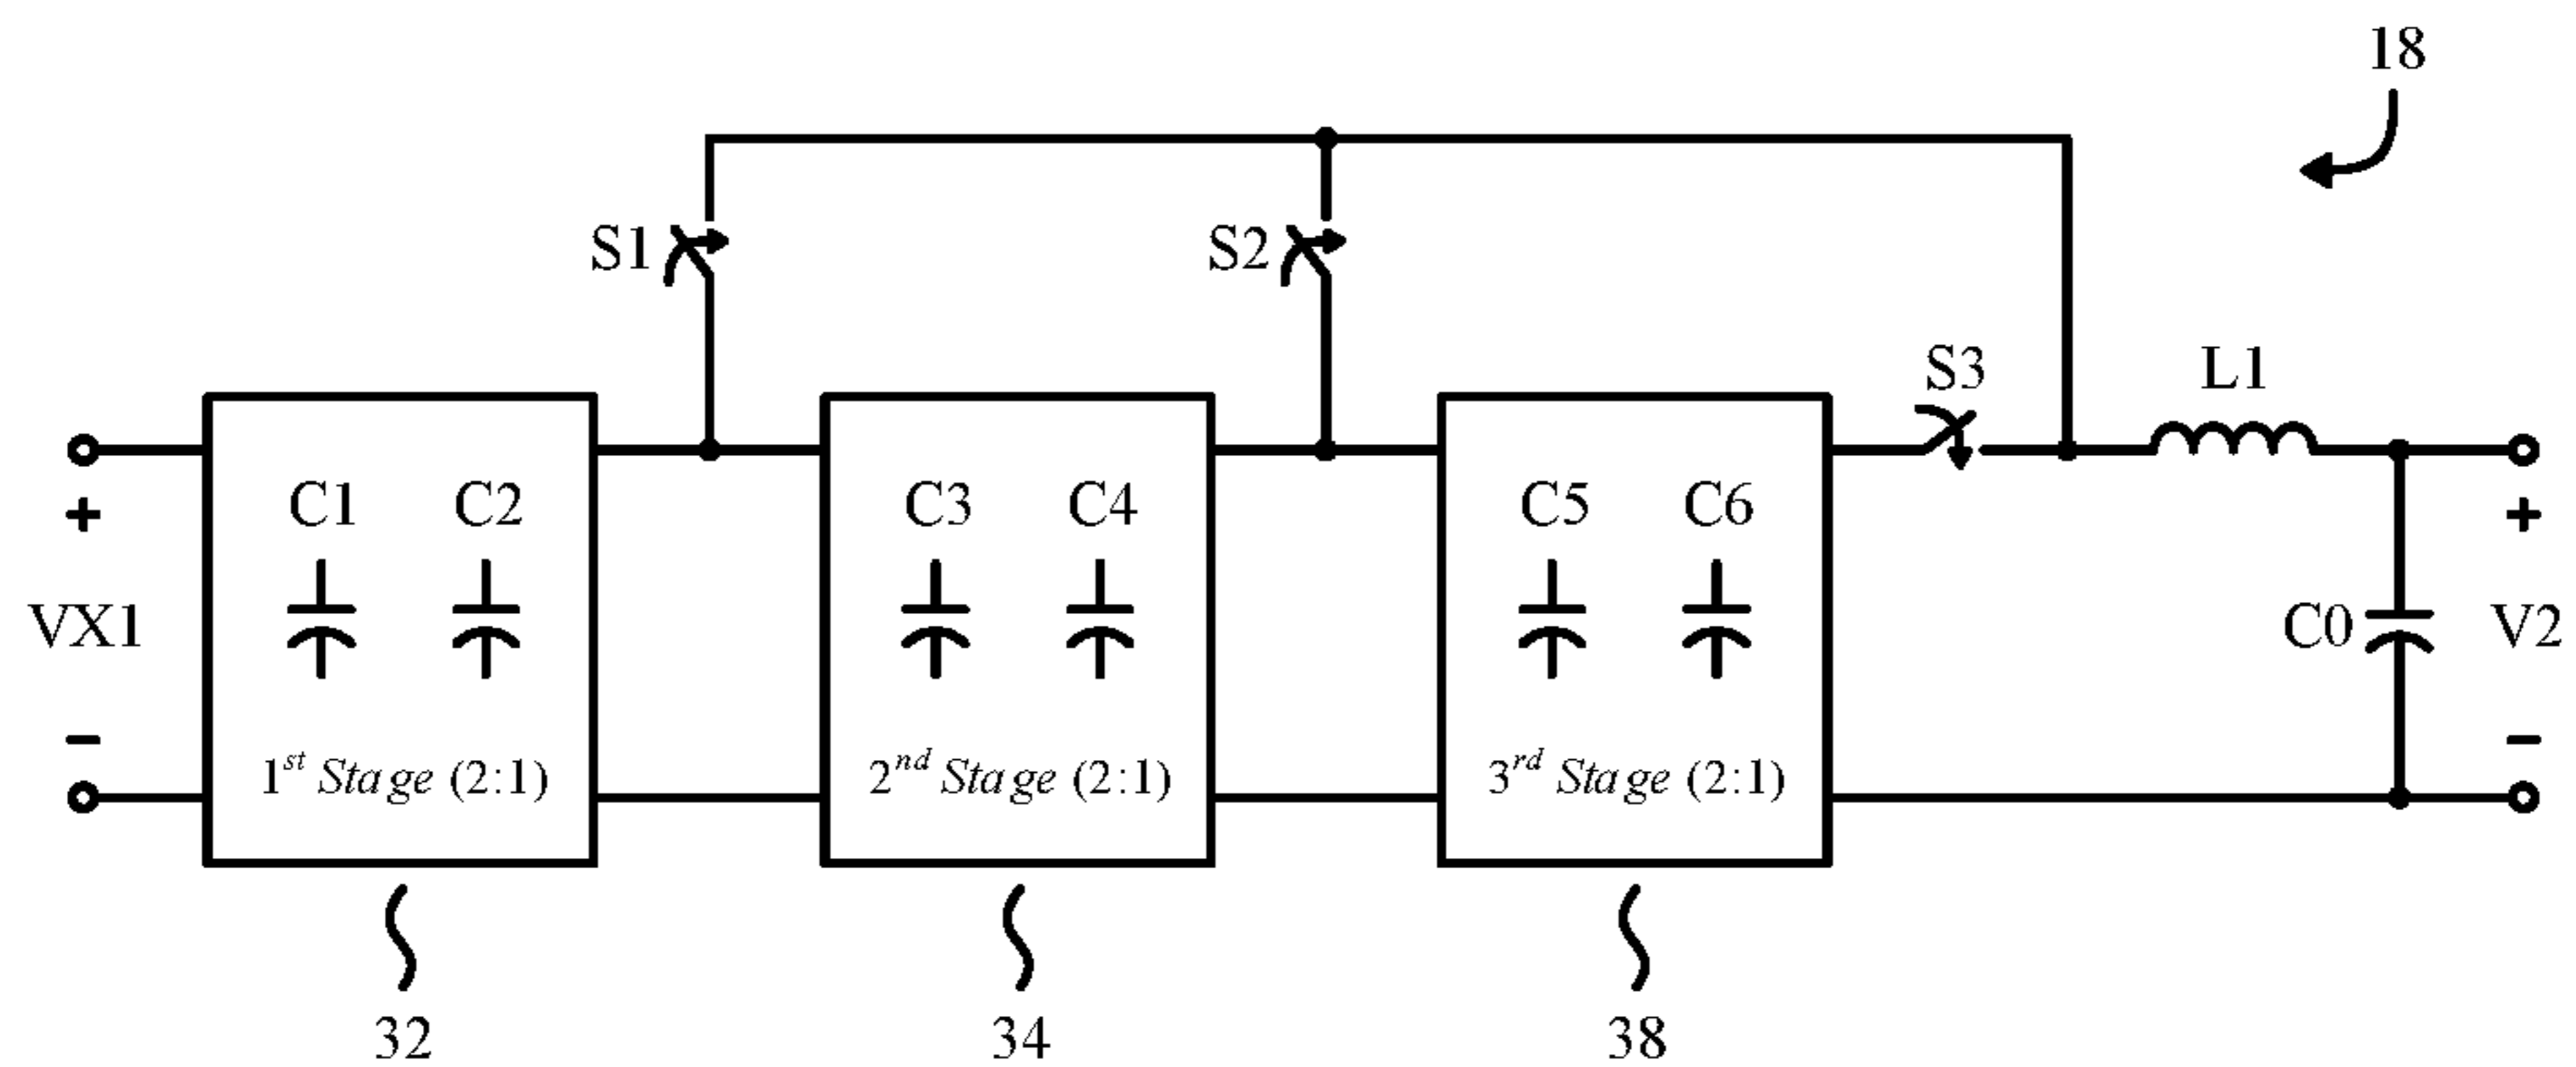 18
S1
S2
S3
L1
C1 C2
C3 C4
C5 C6
+
+
VX1
C0
V2
−
−
1st Stage (2:1)
2nd Stage (2:1)
3rd Stage (2:1)
32
34
38